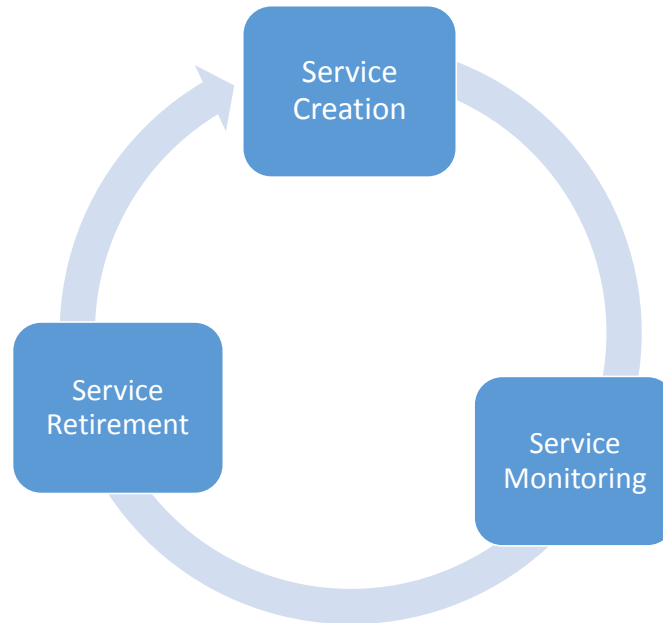 Service
Creation
Service
Monitoring
Service
Retirement